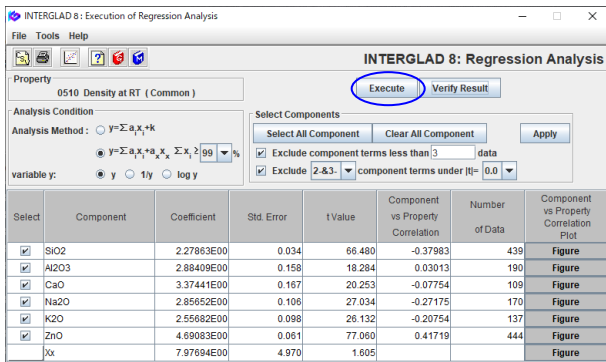 INTERGLAD 8: Execution of Regression Analysis
File Tools Help
INTERGLAD 8: Regression Analysis
Property
0510 Density at RT ( Common )
Execute Verify Result
Analysis Condition
Analysis Method : y=Σaixi+k
y=Σaixi+axxx Σxi≥ 99 %
variable y: y 1/y log y
Select Components
Select All Component Clear All Component Apply
Exclude component terms less than 3 data
Exclude 2-&3- component terms under |t|= 0.0
Select Component Coefficient Std. Error t Value Component vs Property Correlation Number of Data Component vs Property Correlation Plot
SiO2 2.27863E00 0.034 66.480 -0.37983 439 Figure
Al2O3 2.88409E00 0.158 18.284 0.03013 190 Figure
CaO 3.37441E00 0.167 20.253 -0.07754 109 Figure
Na2O 2.85652E00 0.106 27.034 -0.27175 170 Figure
K2O 2.55682E00 0.098 26.132 -0.20754 137 Figure
ZnO 4.69083E00 0.061 77.060 0.41719 444 Figure
Xx 7.97694E00 4.970 1.605